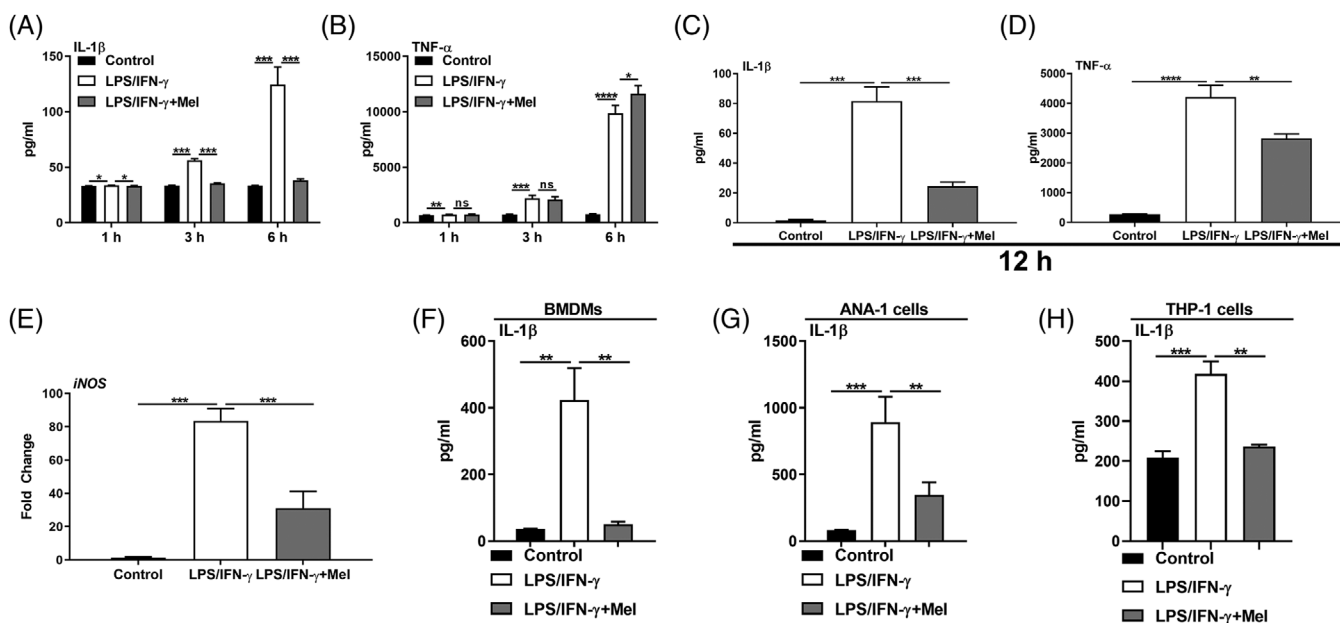 (A)
IL-1β
Control
LPS/IFN-γ
LPS/IFN-γ+Mel
*** ***
*** ***
* *
150
100
50
0
pg/ml
1 h 3 h 6 h
(B)
TNF-α
Control
LPS/IFN-γ
LPS/IFN-γ+Mel
*
****
*** ns
** ns
15000
10000
5000
0
pg/ml
1 h 3 h 6 h
(C)
IL-1β
*** ***
100
80
60
40
20
0
pg/ml
Control LPS/IFN-γ LPS/IFN-γ+Mel
(D)
TNF-α
**** **
5000
4000
3000
2000
1000
0
pg/ml
Control LPS/IFN-γ LPS/IFN-γ+Mel
12 h
(E)
iNOS
*** ***
100
80
60
40
20
0
Fold Change
Control LPS/IFN-γ LPS/IFN-γ+Mel
(F)
BMDMs
IL-1β
** **
600
400
200
0
pg/ml
Control
LPS/IFN-γ
LPS/IFN-γ+Mel
(G)
ANA-1 cells
IL-1β
*** **
1500
1000
500
0
pg/ml
Control
LPS/IFN-γ
LPS/IFN-γ+Mel
(H)
THP-1 cells
IL-1β
*** **
500
400
300
200
100
0
pg/ml
Control
LPS/IFN-γ
LPS/IFN-γ+Mel